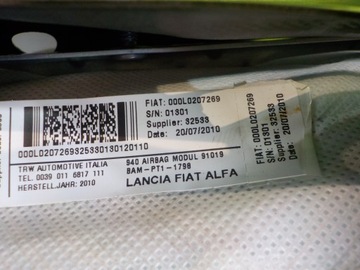 FIAT: 000L0207269
S/N: 01301
Supplier: 32533
Date: 20/07/2010
000L0207269325330130120110
TRW AUTOMOTIVE ITALIA
TEL. 0039 011 6817 111
HERSTELLJAHR: 2010
940 AIRBAG MODUL 91019
8AM-PT1-1798
LANCIA FIAT ALFA
FIAT: 000L0207269
S/N: 01301
Supplier: 32533
Date: 20/07/2010